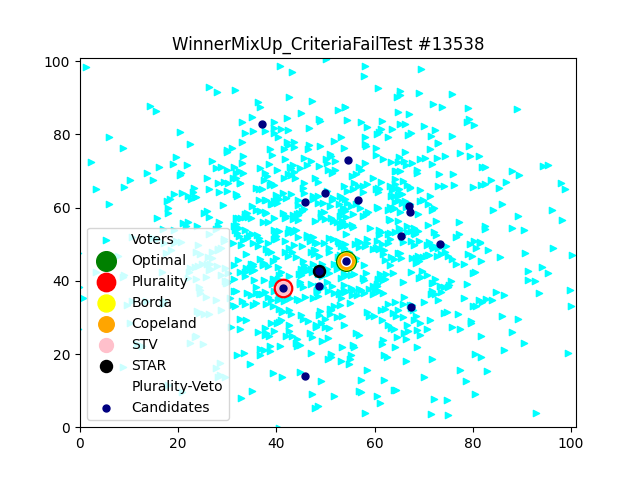 WinnerMixUp_CriteriaFailTest #13538
100
80
60
40
20
0
Voters
Optimal
Plurality
Borda
Copeland
STV
STAR
Plurality-Veto
Candidates
0 20 40 60 80 100